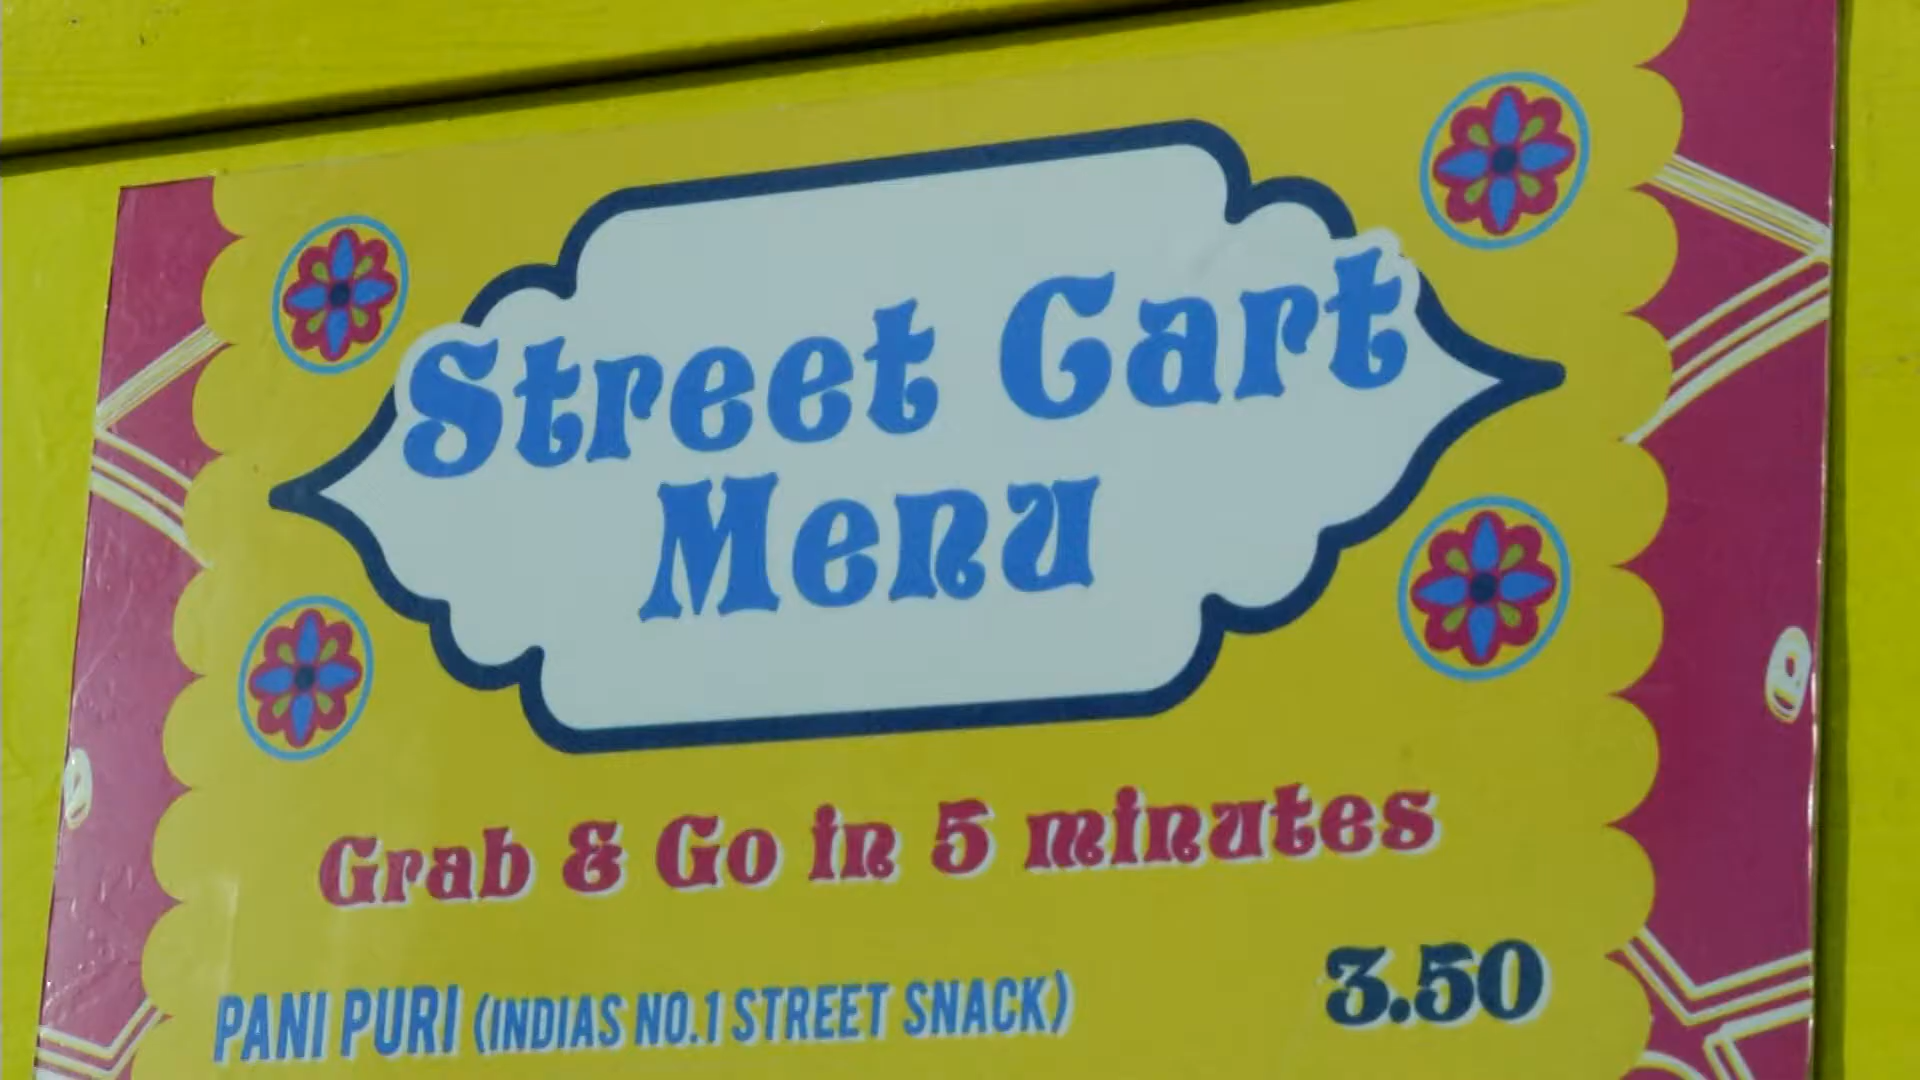 Street Cart
Menu
Grab & Go in 5 minutes
PANI PURI (INDIAS NO.1 STREET SNACK) 3.50